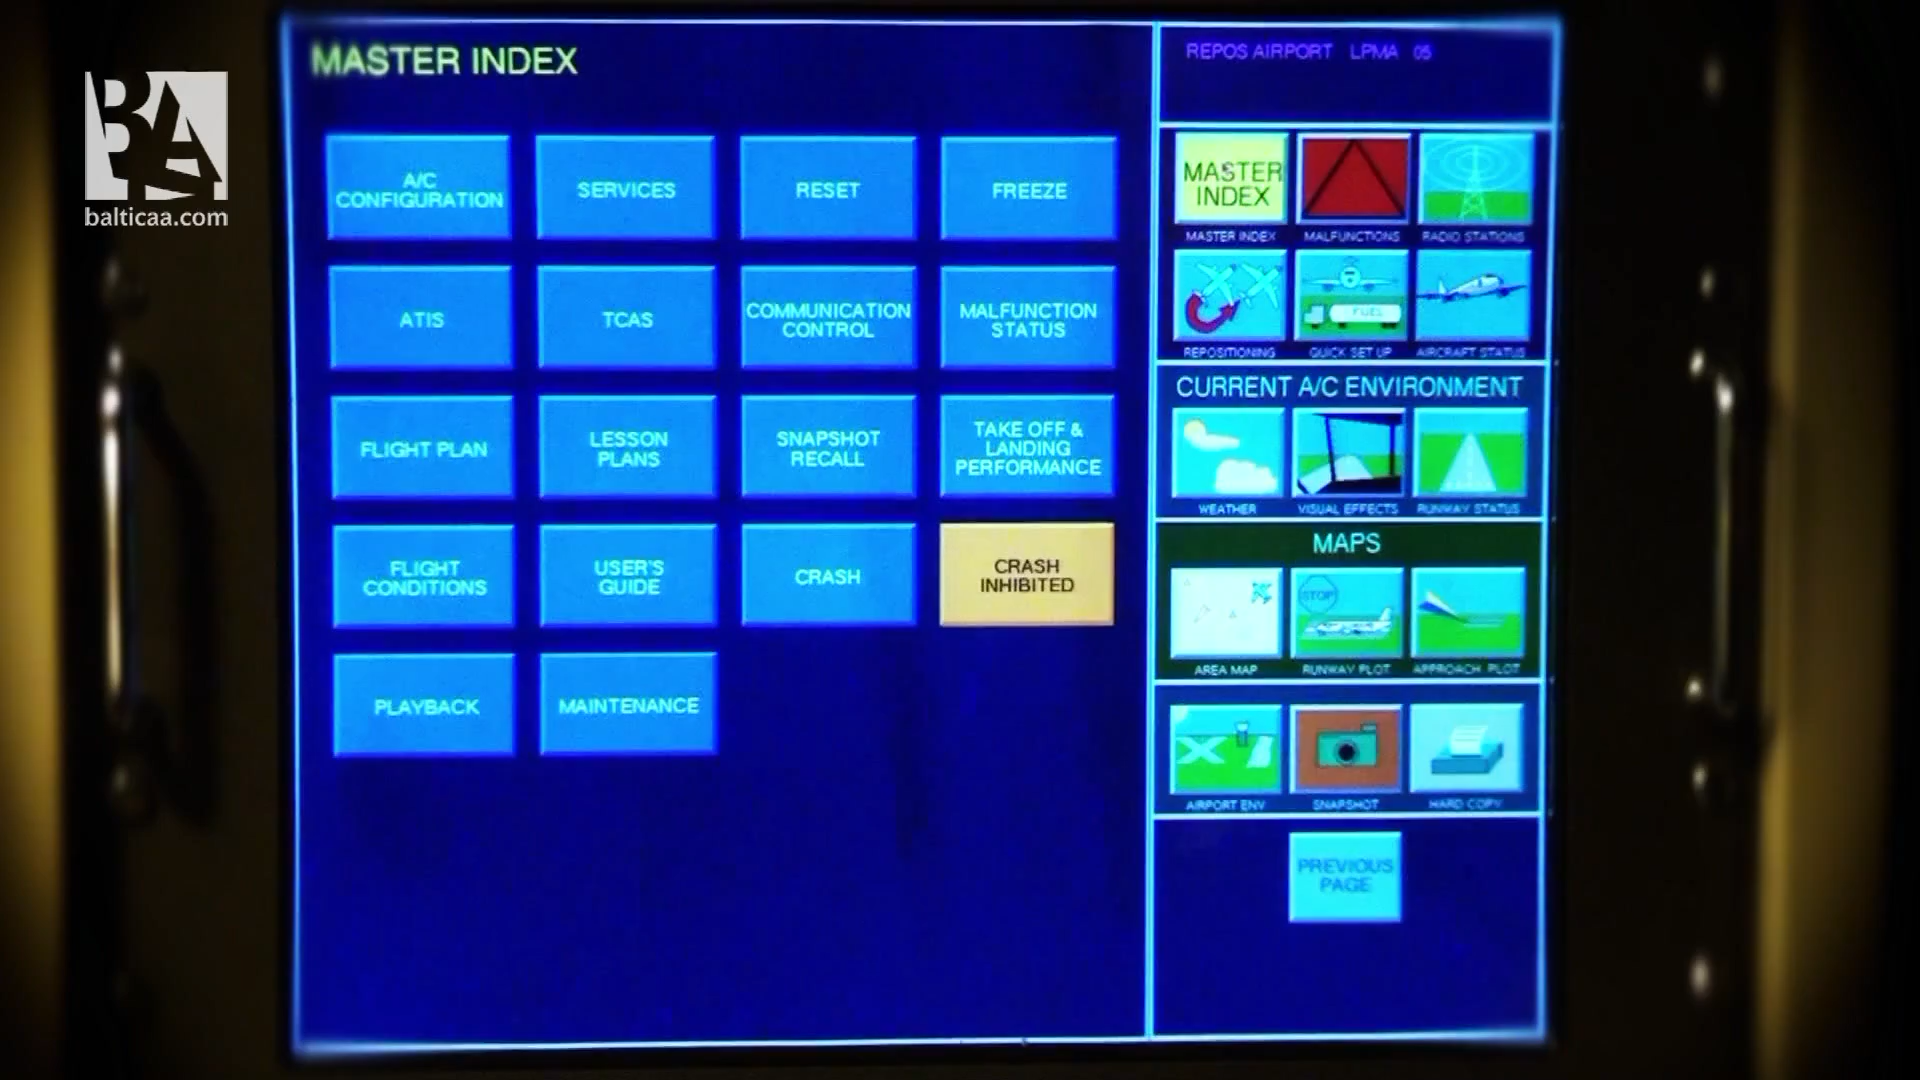 BAA
balticaa.com
MASTER INDEX
A/C
CONFIGURATION
SERVICES
RESET
FREEZE
ATIS
TCAS
COMMUNICATION
CONTROL
MALFUNCTION
STATUS
FLIGHT PLAN
LESSON
PLANS
SNAPSHOT
RECALL
TAKE OFF &
LANDING
PERFORMANCE
FLIGHT
CONDITIONS
USER'S
GUIDE
CRASH
CRASH
INHIBITED
PLAYBACK
MAINTENANCE
REPOS AIRPORT LPMA 05
MASTER
INDEX
MASTER INDEX
MALFUNCTIONS
RADIO STATIONS
FUEL
REPOSITIONING
QUICK SET UP
AIRCRAFT STATUS
CURRENT A/C ENVIRONMENT
WEATHER
VISUAL EFFECTS
RUNWAY STATUS
MAPS
STOP
AREA MAP
RUNWAY PLOT
APPROACH PLOT
AIRPORT ENV
SNAPSHOT
HARD COPY
PREVIOUS
PAGE